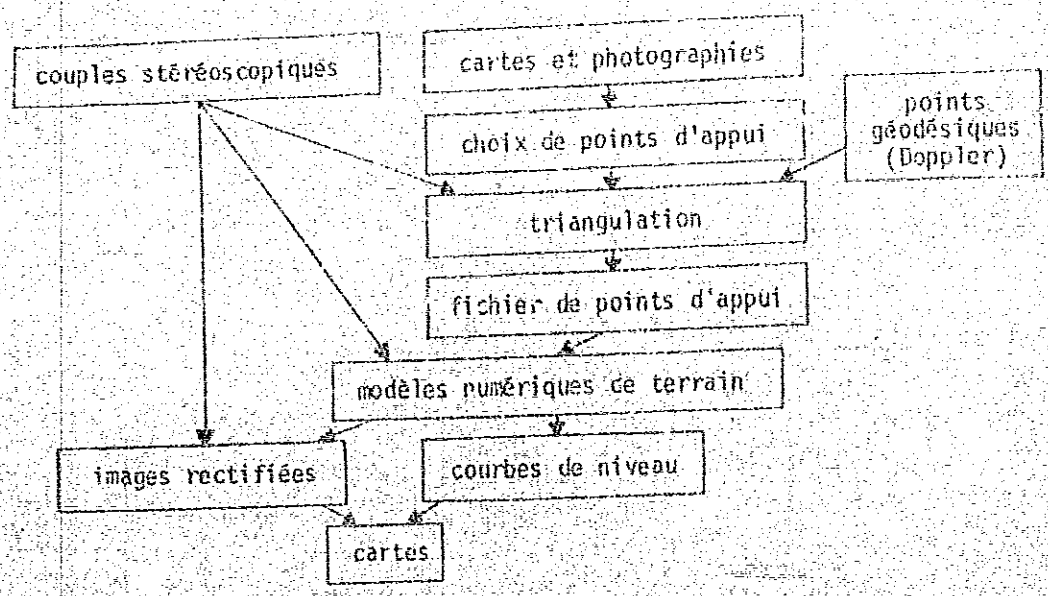 couples stéréoscopiques
cartes et photographies
points
géodésiques
(Doppler)
choix de points d'appui
triangulation
fichier de points d'appui
modèles numériques de terrain
images rectifiées
courbes de niveau
cartes